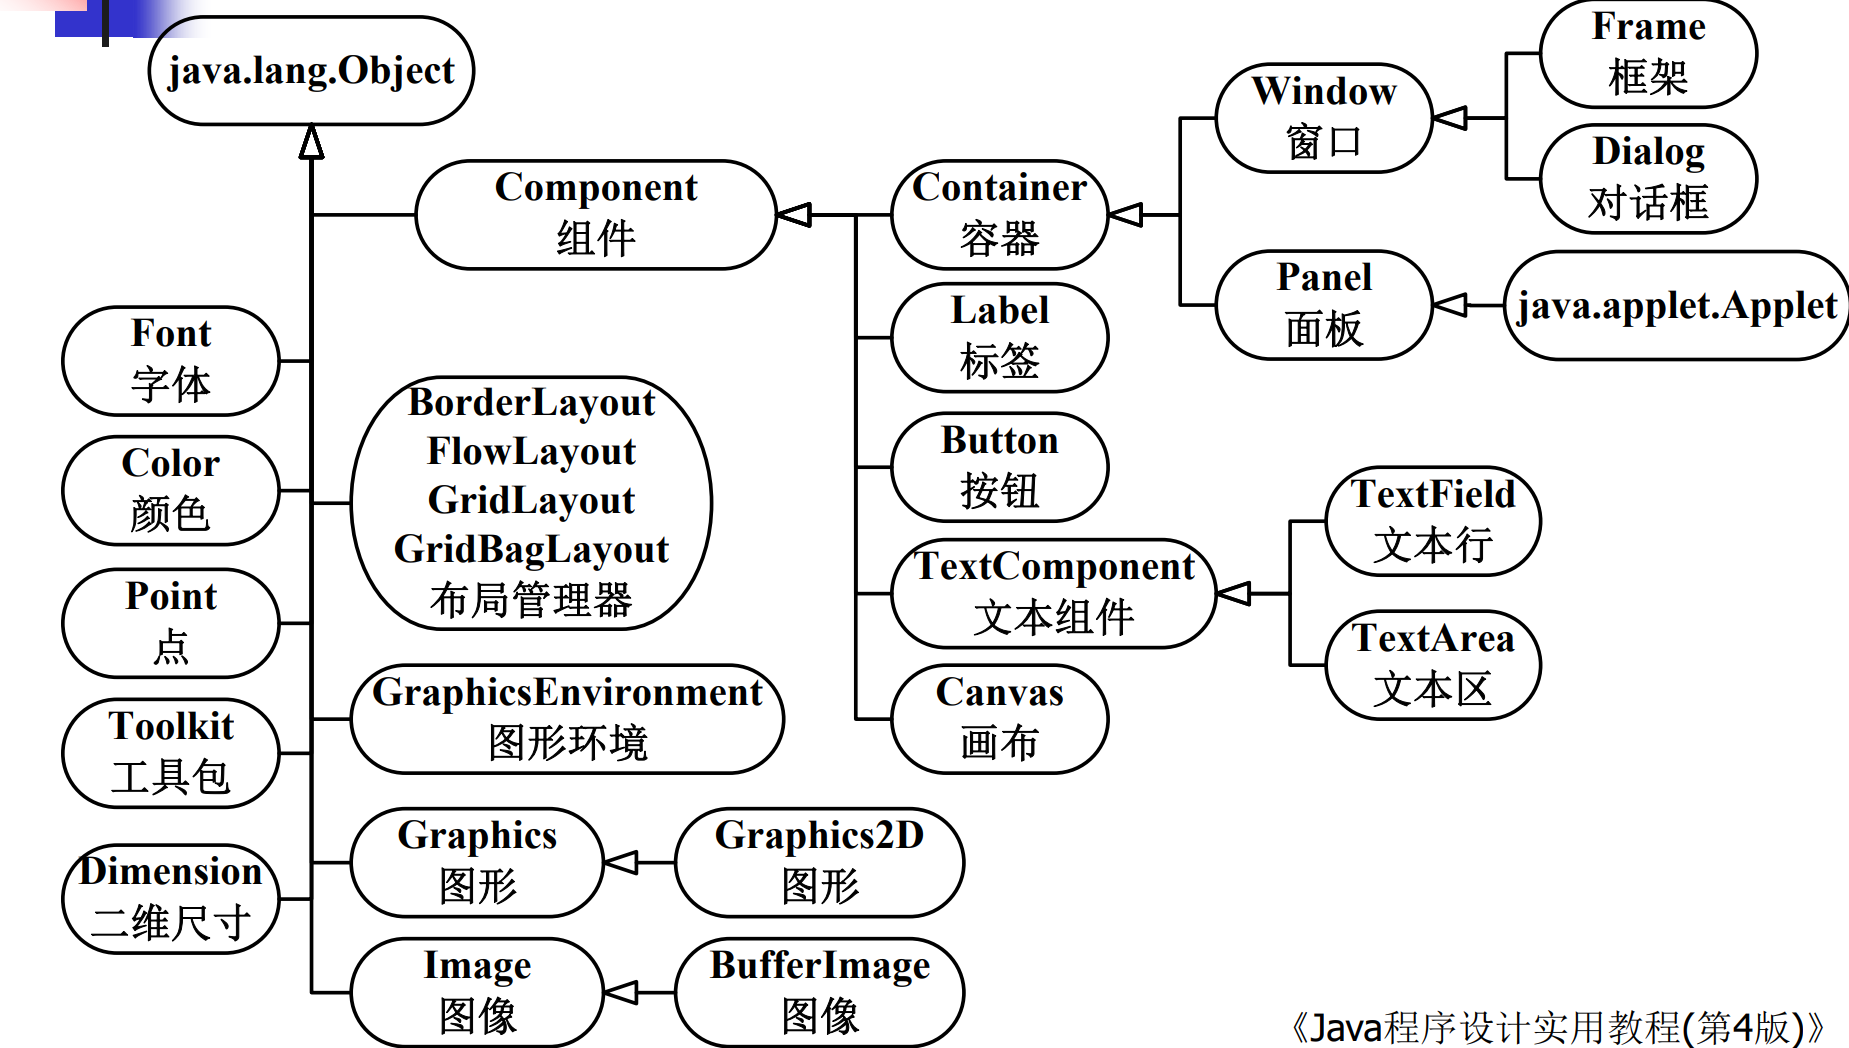 java.lang.Object
Component
组件
Container
容器
Window
窗口
Frame
框架
Dialog
对话框
Panel
面板
java.applet.Applet
Label
标签
Button
按钮
TextComponent
文本组件
TextField
文本行
TextArea
文本区
Canvas
画布
Font
字体
Color
颜色
Point
点
Toolkit
工具包
Dimension
二维尺寸
BorderLayout
FlowLayout
GridLayout
GridBagLayout
布局管理器
GraphicsEnvironment
图形环境
Graphics
图形
Graphics2D
图形
Image
图像
BufferImage
图像
《Java程序设计实用教程(第4版)》